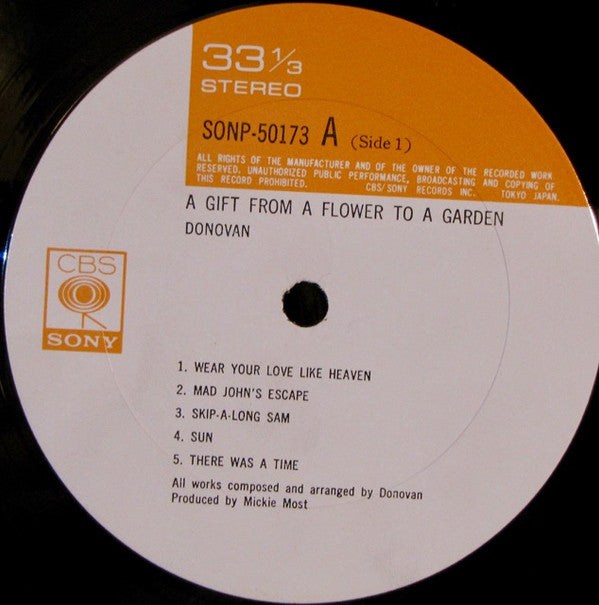 33 1/3
STEREO
SONP-50173 A (Side 1)
ALL RIGHTS OF THE MANUFACTURER AND OF THE OWNER OF THE RECORDED WORK
RESERVED. UNAUTHORIZED PUBLIC PERFORMANCE, BROADCASTING AND COPYING OF
THIS RECORD PROHIBITED. CBS/SONY RECORDS INC. TOKYO JAPAN.
A GIFT FROM A FLOWER TO A GARDEN
DONOVAN
CBS
SONY
1. WEAR YOUR LOVE LIKE HEAVEN
2. MAD JOHN'S ESCAPE
3. SKIP-A-LONG SAM
4. SUN
5. THERE WAS A TIME
All works composed and arranged by Donovan
Produced by Mickie Most